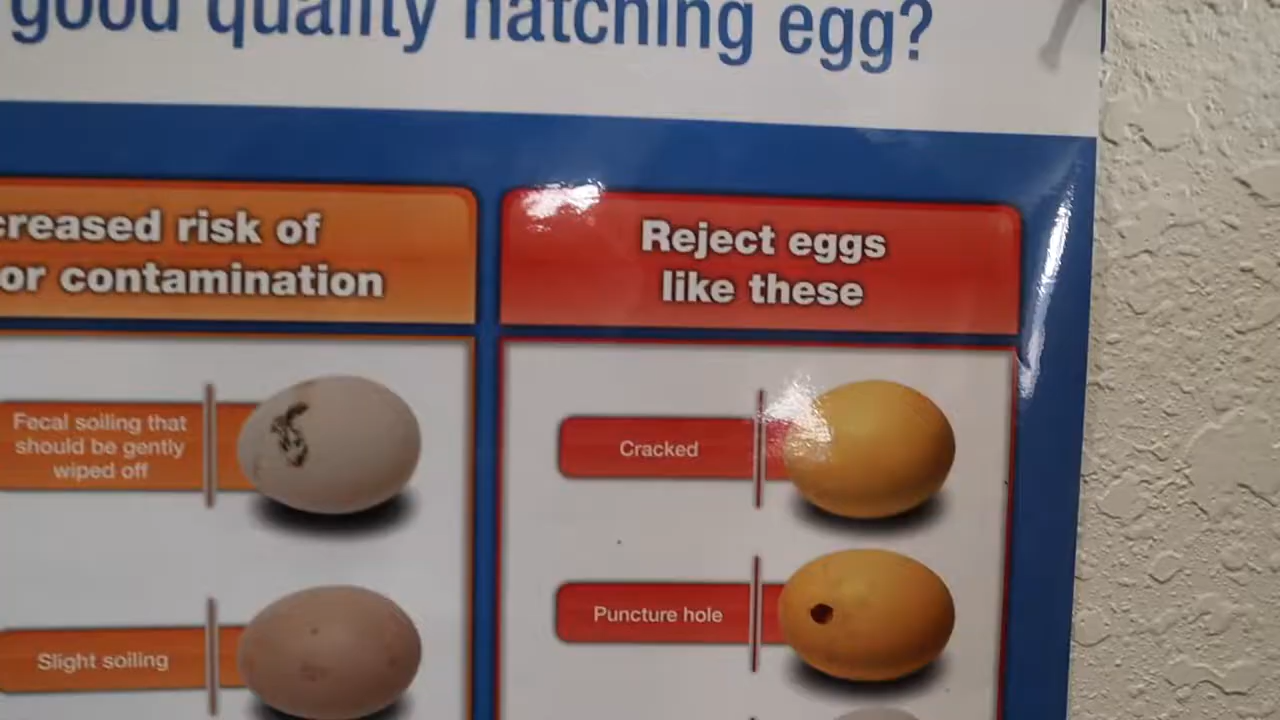 good quality hatching egg?
creased risk of
or contamination
Reject eggs
like these
Fecal soiling that
should be gently
wiped off
Cracked
Puncture hole
Slight soiling